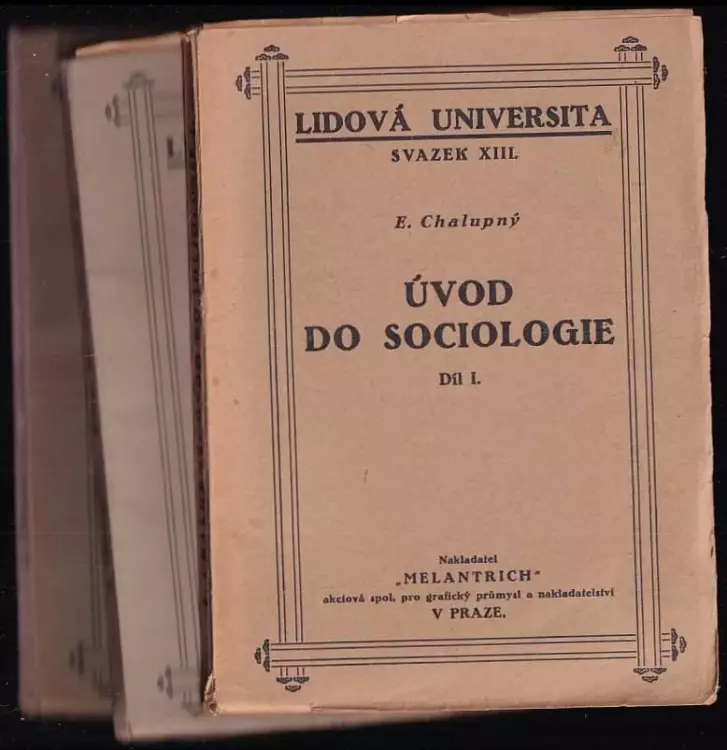 LIDOVÁ UNIVERSITA
SVAZEK XIII.
E. Chalupný
ÚVOD
DO SOCIOLOGIE
Díl I.
Nakladatel
„MELANTRICH"
akciová spol. pro grafický průmysl a nakladatelství
V PRAZE.